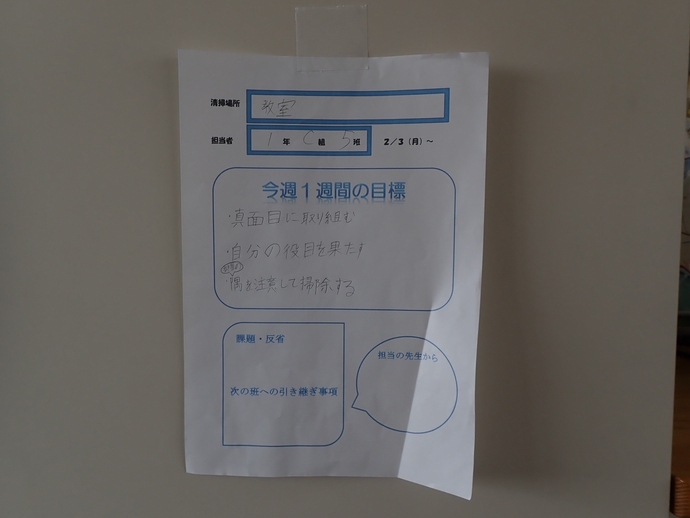 清掃場所 教室
担当者 1年 C組 5班 2/3(月)~
今週1週間の目標
・真面目に取り組む
・自分の役目を果たす
・隅を注意して掃除する
課題・反省
次の班への引き継ぎ事項
担当の先生から